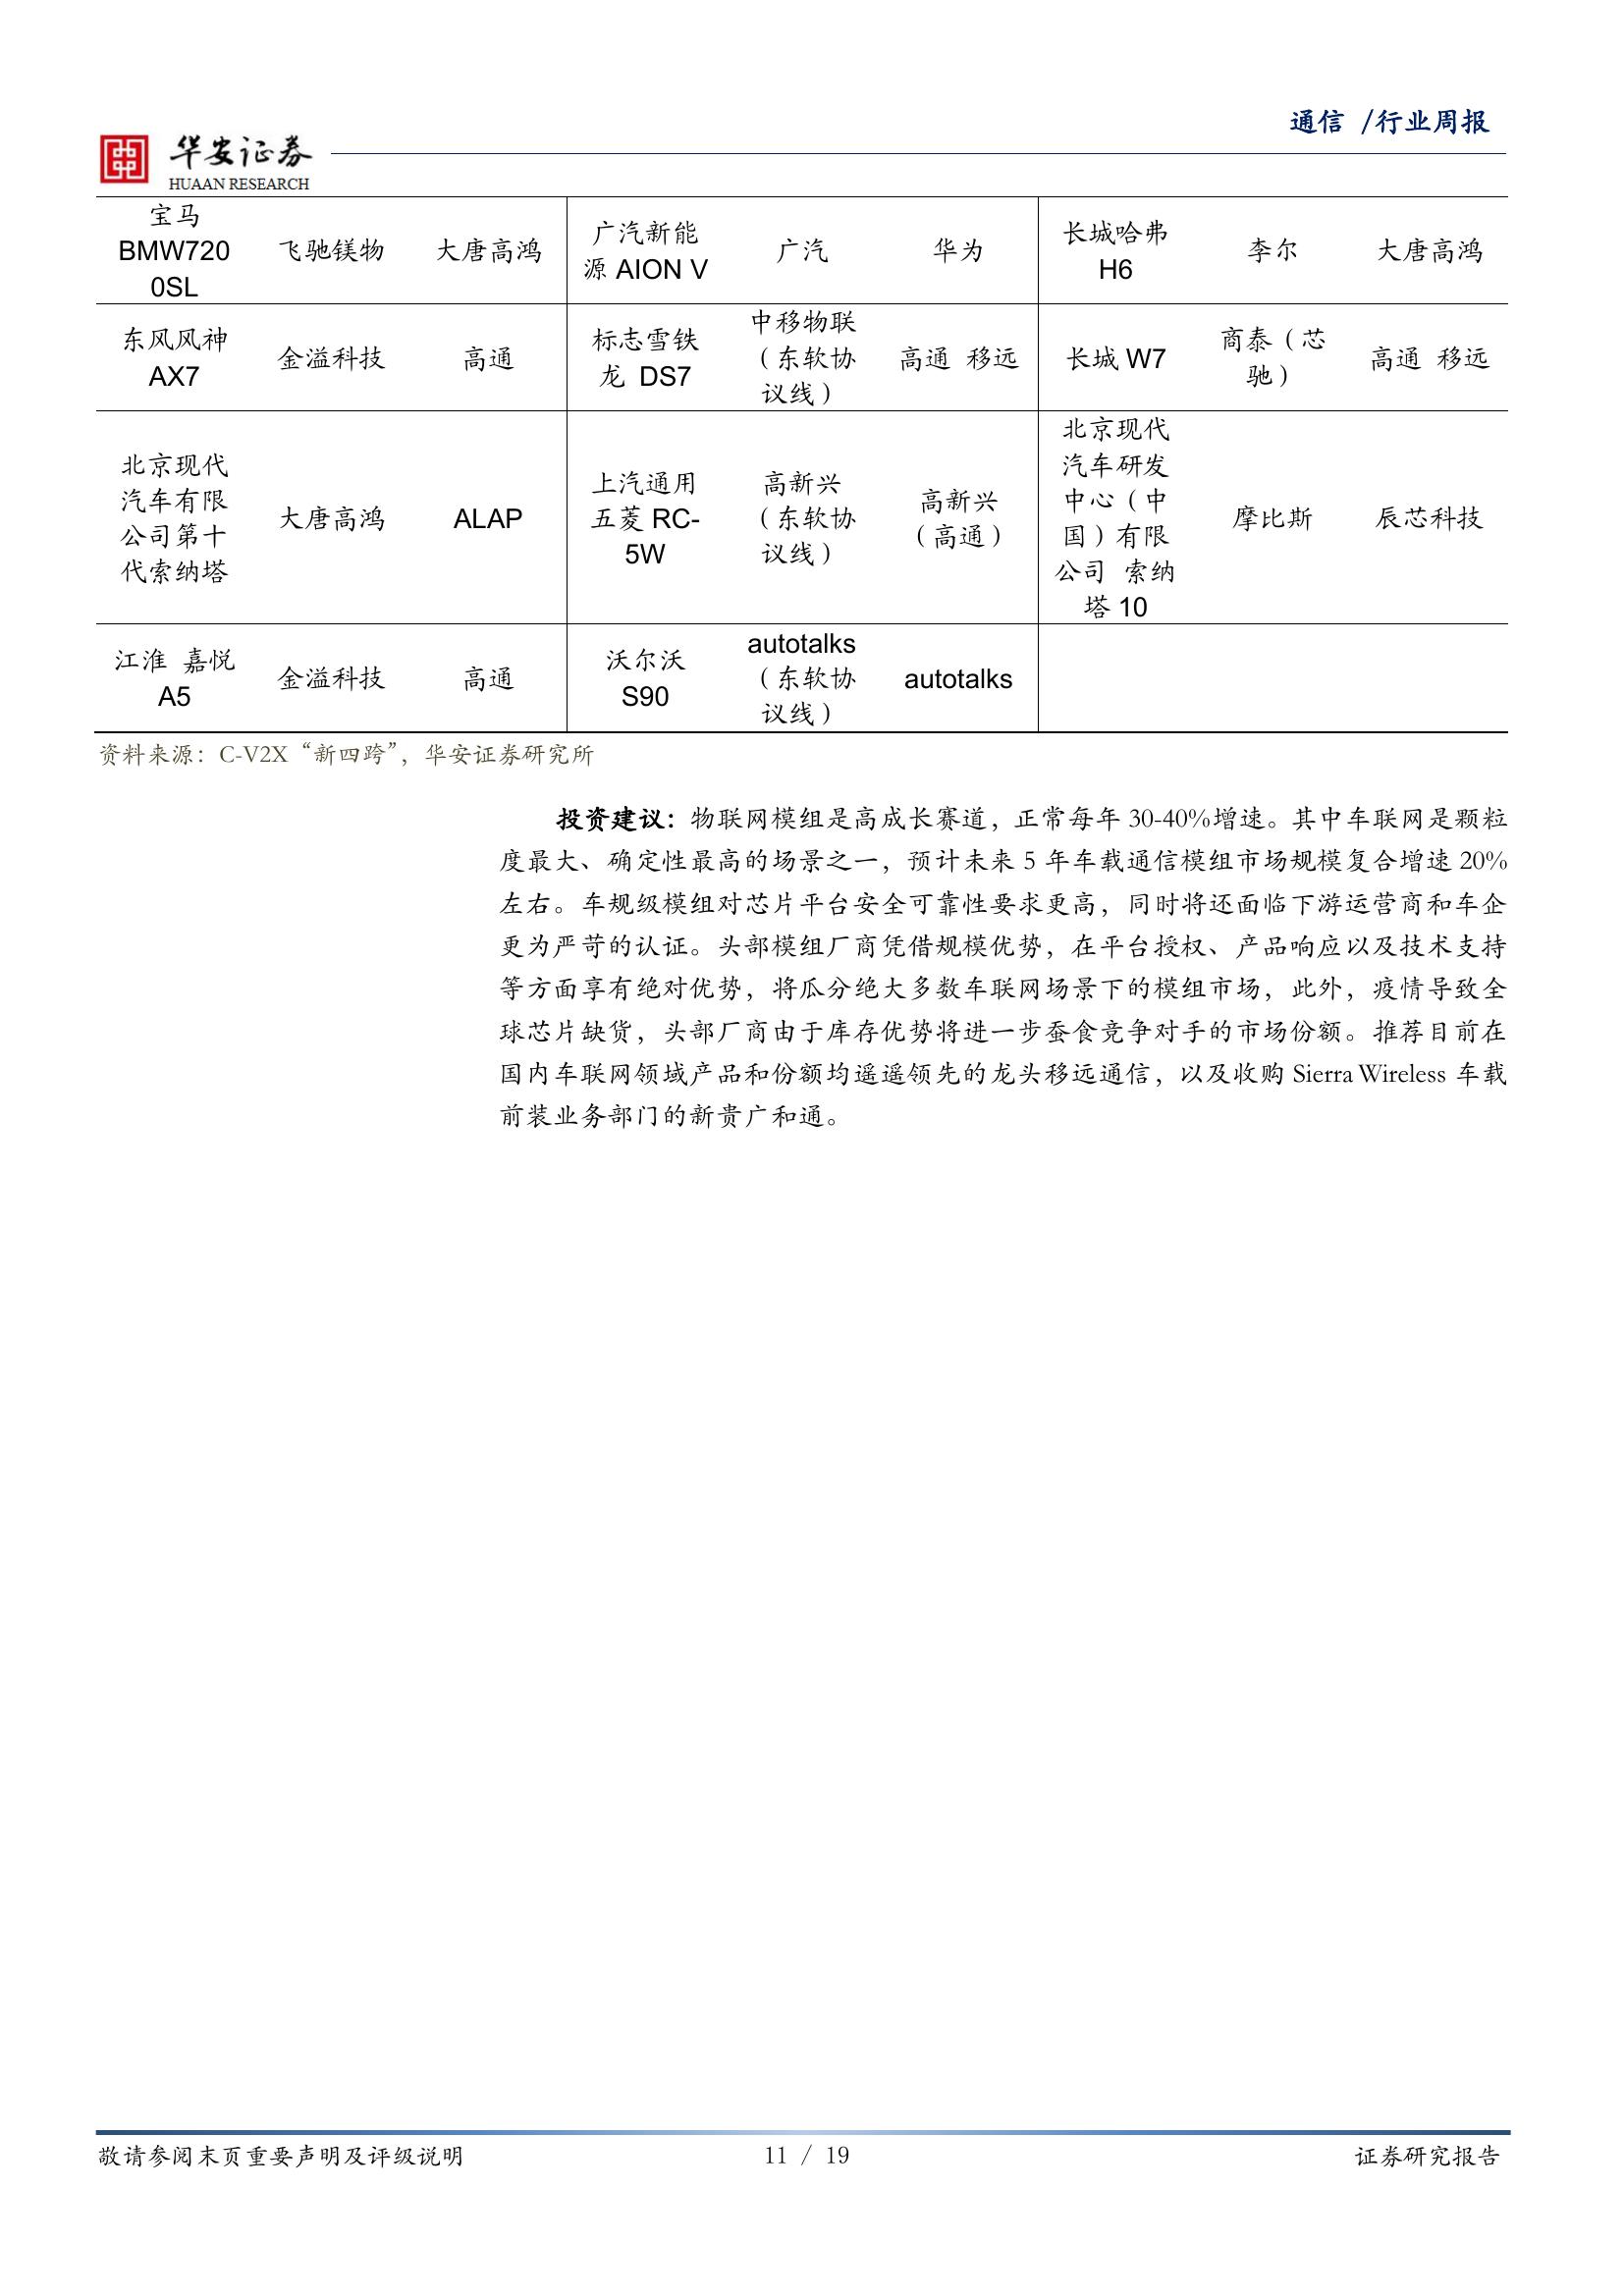 通信 /行业周报
华安证券
HUAAN RESEARCH
宝马
BMW720
0SL
飞驰镁物
大唐高鸿
广汽新能
源 AION V
广汽
华为
长城哈弗
H6
李尔
大唐高鸿
东风风神
AX7
金溢科技
高通
标志雪铁
龙 DS7
中移物联
（东软协
议线）
高通 移远
长城 W7
商泰（芯
驰）
高通 移远
北京现代
汽车有限
公司第十
代索纳塔
大唐高鸿
ALAP
上汽通用
五菱 RC-
5W
高新兴
（东软协
议线）
高新兴
（高通）
北京现代
汽车研发
中心（中
国）有限
公司 索纳
塔 10
摩比斯
辰芯科技
江淮 嘉悦
A5
金溢科技
高通
沃尔沃
S90
autotalks
（东软协
议线）
autotalks
资料来源：C-V2X“新四跨”，华安证券研究所
投资建议：物联网模组是高成长赛道，正常每年 30-40%增速。其中车联网是颗粒
度最大、确定性最高的场景之一，预计未来 5 年车载通信模组市场规模复合增速 20%
左右。车规级模组对芯片平台安全可靠性要求更高，同时将还面临下游运营商和车企
更为严苛的认证。头部模组厂商凭借规模优势，在平台授权、产品响应以及技术支持
等方面享有绝对优势，将瓜分绝大多数车联网场景下的模组市场，此外，疫情导致全
球芯片缺货，头部厂商由于库存优势将进一步蚕食竞争对手的市场份额。推荐目前在
国内车联网领域产品和份额均遥遥领先的龙头移远通信，以及收购 Sierra Wireless 车载
前装业务部门的新贵广和通。
敬请参阅末页重要声明及评级说明
11 / 19
证券研究报告